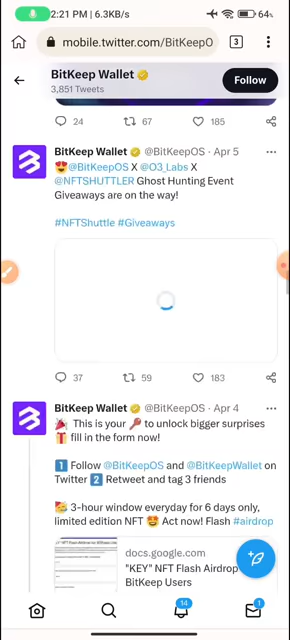 2:21 PM | 6.3KB/s
64%
mobile.twitter.com/BitKeepO
3
BitKeep Wallet
3,851 Tweets
Follow
24 67 185
BitKeep Wallet @BitKeepOS · Apr 5
😍@BitKeepOS X @O3_Labs X
@NFTSHUTTLER Ghost Hunting Event
Giveaways are on the way!
#NFTShuttle #Giveaways
37 59 183
BitKeep Wallet @BitKeepOS · Apr 4
🎉 This is your 🔑 to unlock bigger surprises
🎁 fill in the form now!
1️⃣ Follow @BitKeepOS and @BitKeepWallet on
Twitter 2️⃣ Retweet and tag 3 friends
🥰 3-hour window everyday for 6 days only,
limited edition NFT 🤩 Act now! Flash #airdrop
docs.google.com
"KEY" NFT Flash Airdrop
BitKeep Users
14
1